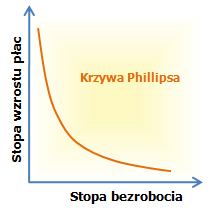 Stopa wzrostu płac
Krzywa Phillipsa
Stopa bezrobocia